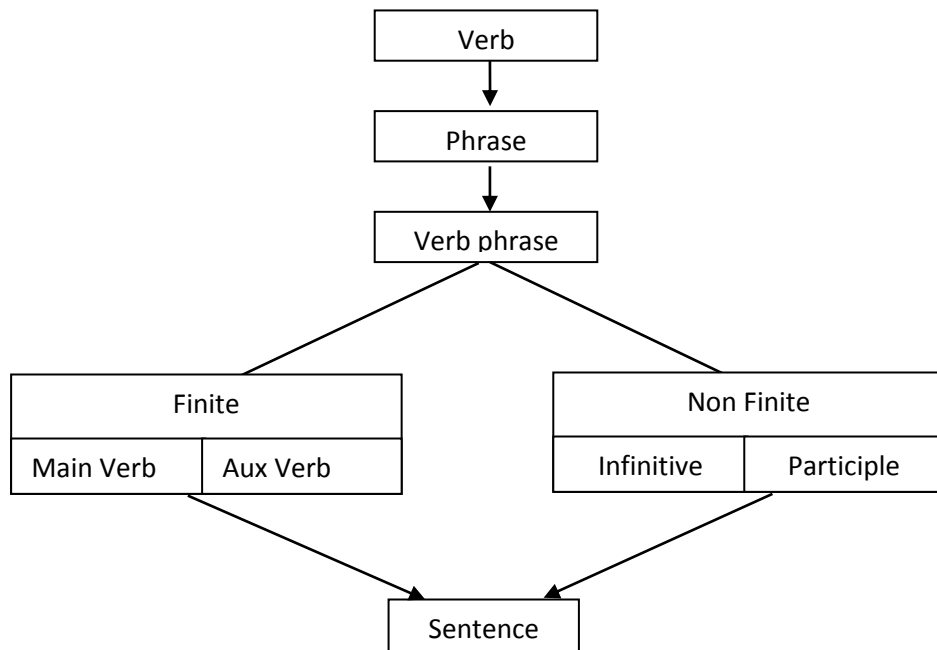 Verb
Phrase
Verb phrase
Finite
Non Finite
Main Verb
Aux Verb
Infinitive
Participle
Sentence